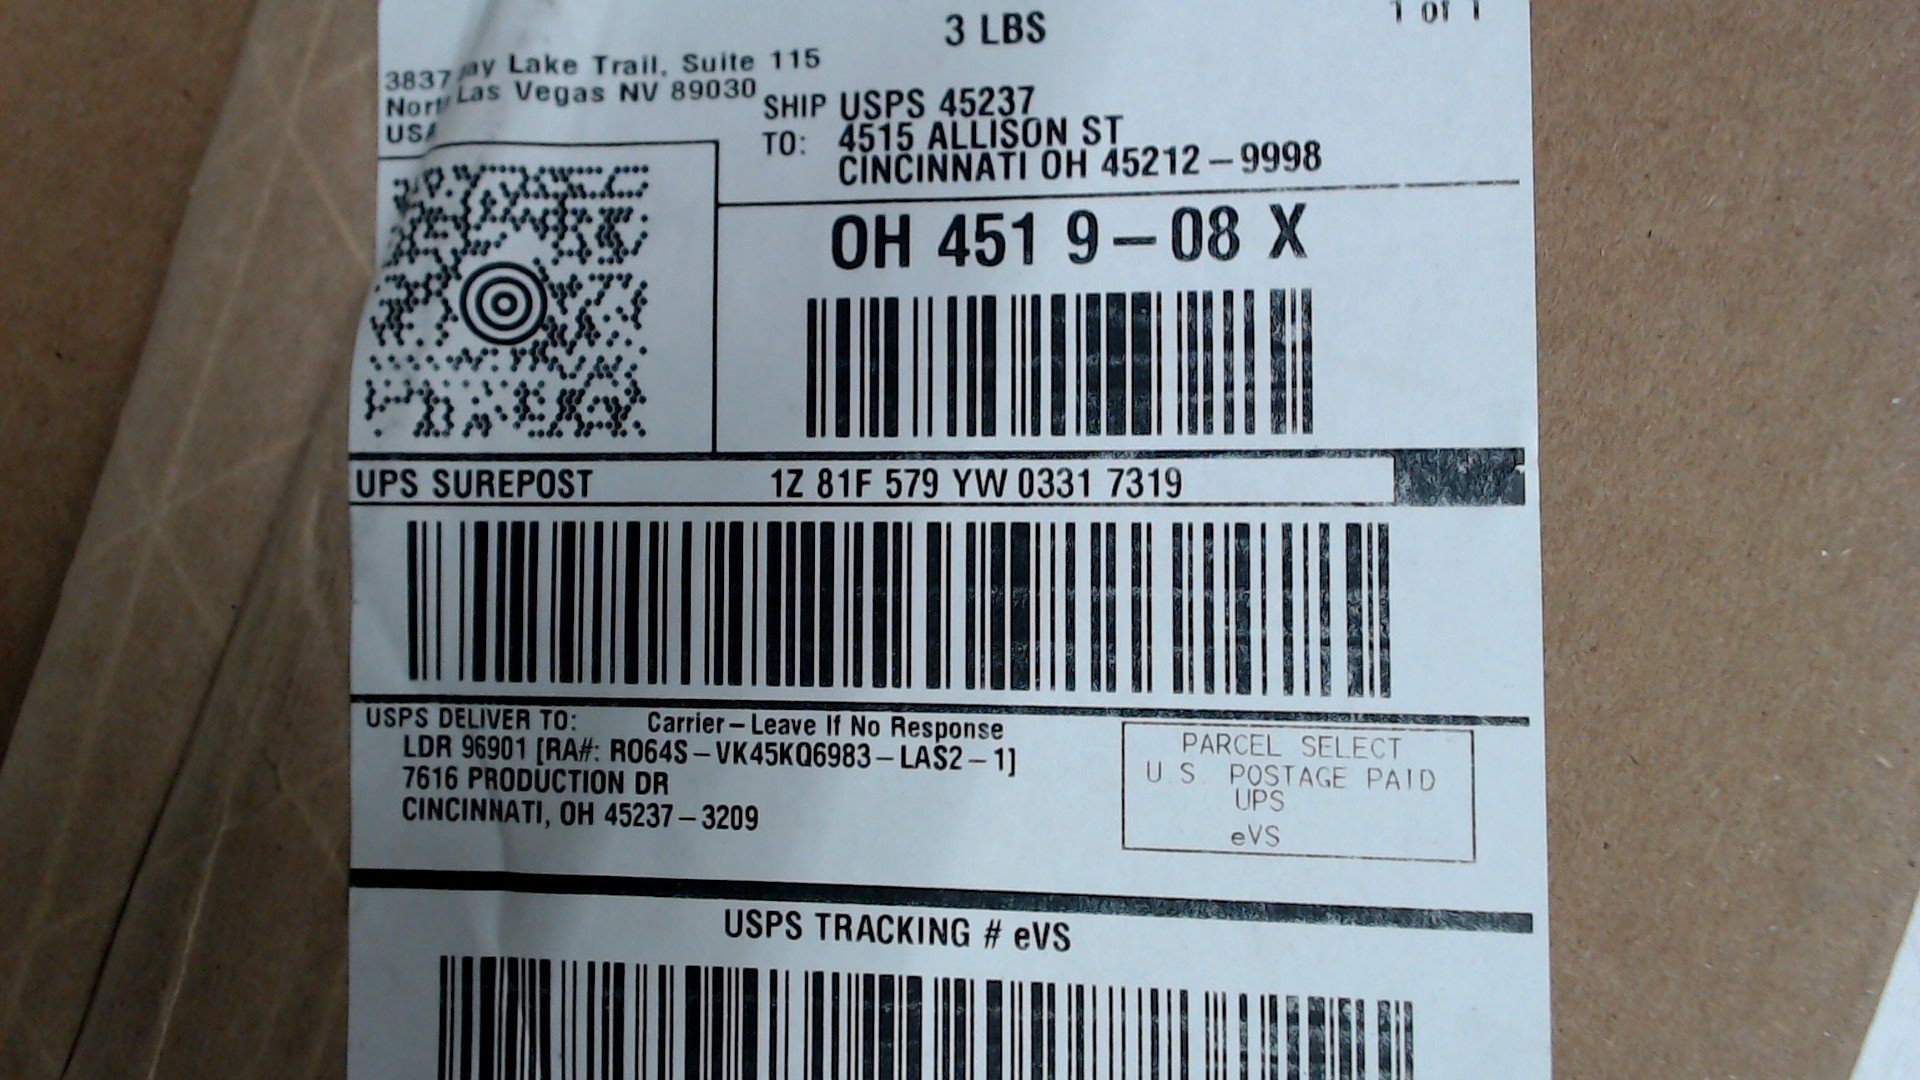 3 LBS
1 of 1
3837 ay Lake Trail, Suite 115
Nort Las Vegas NV 89030
USA
SHIP TO:
USPS 45237
4515 ALLISON ST
CINCINNATI OH 45212-9998
OH 451 9-08 X
UPS SUREPOST
1Z 81F 579 YW 0331 7319
USPS DELIVER TO:
Carrier-Leave If No Response
LDR 96901 [RA#: RO64S-VK45KQ6983-LAS2-1]
7616 PRODUCTION DR
CINCINNATI, OH 45237-3209
PARCEL SELECT
U.S. POSTAGE PAID
UPS
eVS
USPS TRACKING # eVS